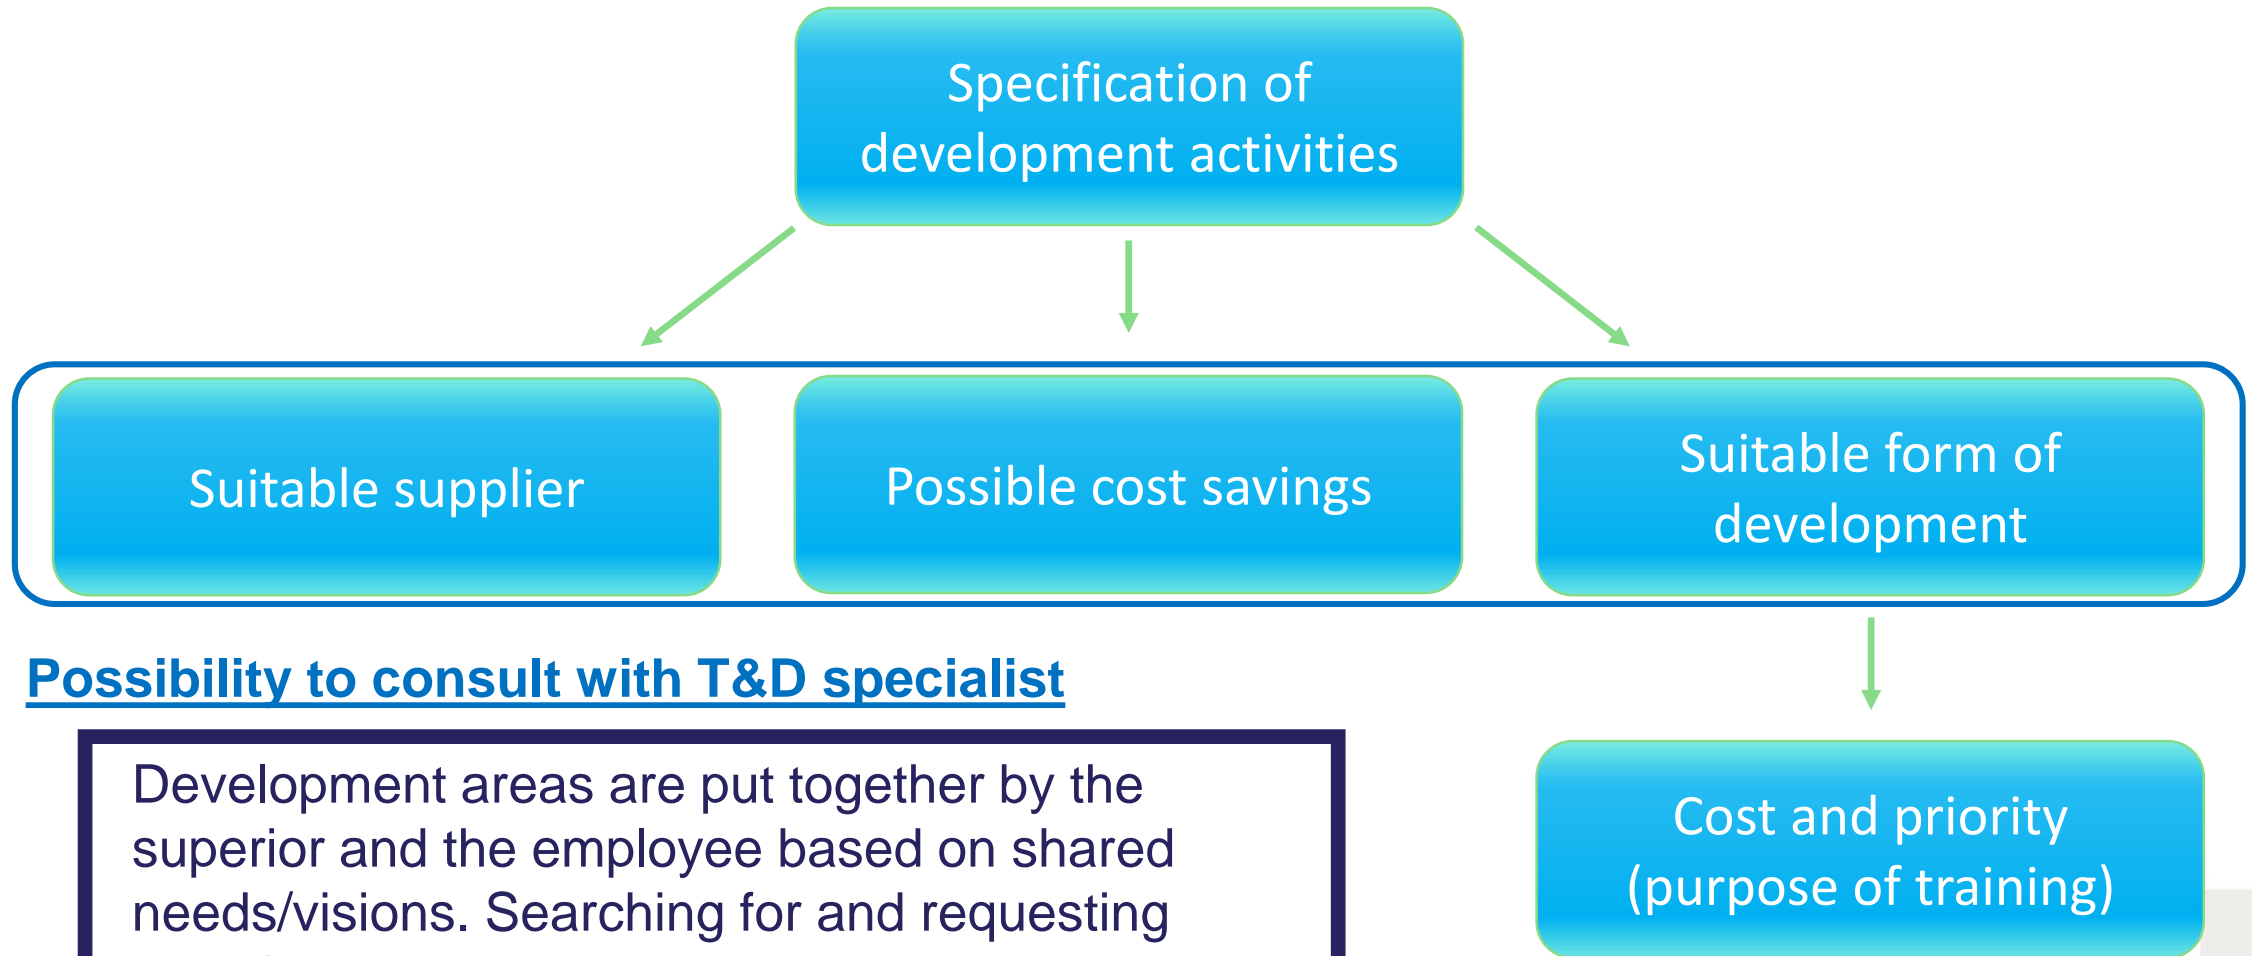 Specification of
development activities
Suitable supplier
Possible cost savings
Suitable form of
development
Possibility to consult with T&D specialist
Development areas are put together by the
superior and the employee based on shared
needs/visions. Searching for and requesting
Cost and priority
(purpose of training)